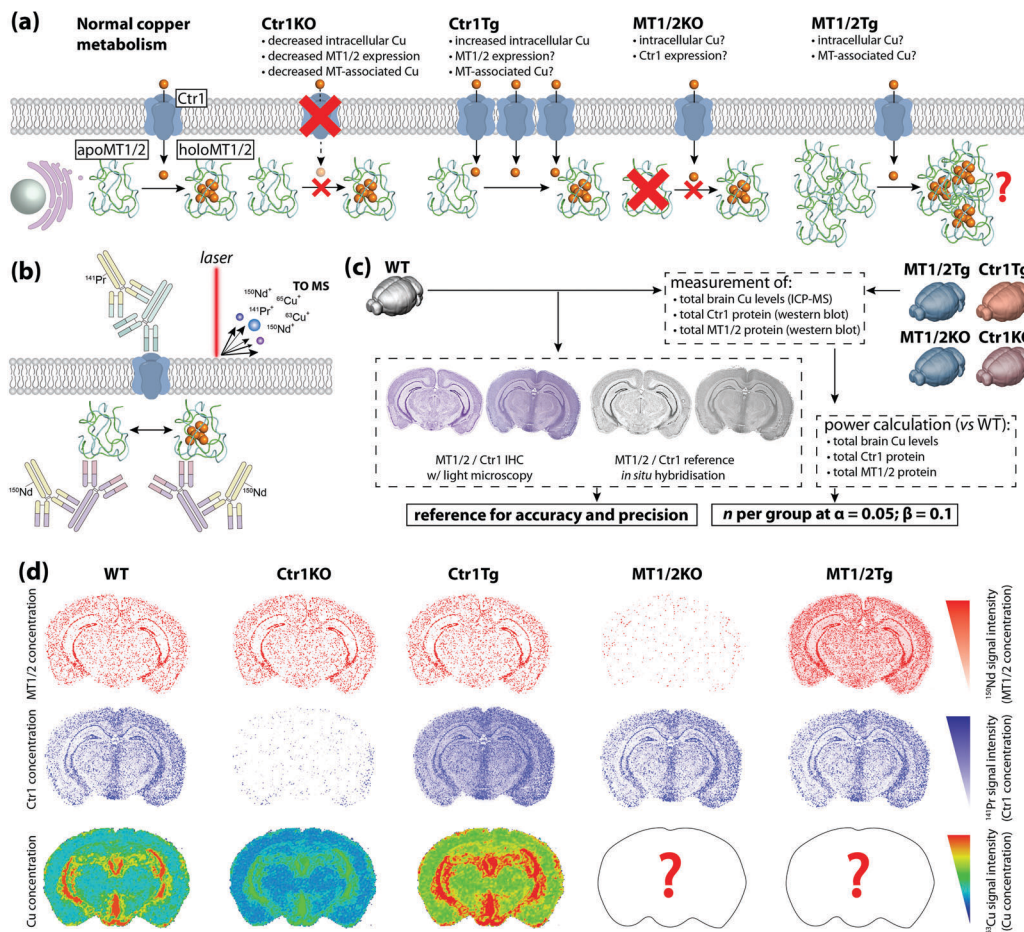 (a)
Normal copper
metabolism
Ctr1KO
• decreased intracellular Cu
• decreased MT1/2 expression
• decreased MT-associated Cu
Ctr1Tg
• increased intracellular Cu
• MT1/2 expression?
• MT-associated Cu?
MT1/2KO
• intracellular Cu?
• Ctr1 expression?
MT1/2Tg
• intracellular Cu?
• MT-associated Cu?
Ctr1
apoMT1/2
holoMT1/2
?
(b)
¹⁴¹Pr
laser
TO MS
¹⁵⁰Nd⁺
⁶⁵Cu⁺
¹⁴¹Pr⁺
⁶³Cu⁺
¹⁵⁰Nd⁺
¹⁵⁰Nd
¹⁵⁰Nd
(c)
WT
measurement of:
• total brain Cu levels (ICP-MS)
• total Ctr1 protein (western blot)
• total MT1/2 protein (western blot)
MT1/2Tg
Ctr1Tg
MT1/2KO
Ctr1KO
MT1/2 / Ctr1 IHC
w/ light microscopy
MT1/2 / Ctr1 reference
in situ hybridisation
power calculation (vs WT):
• total brain Cu levels
• total Ctr1 protein
• total MT1/2 protein
reference for accuracy and precision
n per group at α = 0.05; β = 0.1
(d)
WT
Ctr1KO
Ctr1Tg
MT1/2KO
MT1/2Tg
MT1/2 concentration
¹⁵⁰Nd signal intensity
(MT1/2 concentration)
Ctr1 concentration
¹⁴¹Pr signal intensity
(Ctr1 concentration)
Cu concentration
?
?
⁶³Cu signal intensity
(Cu concentration)